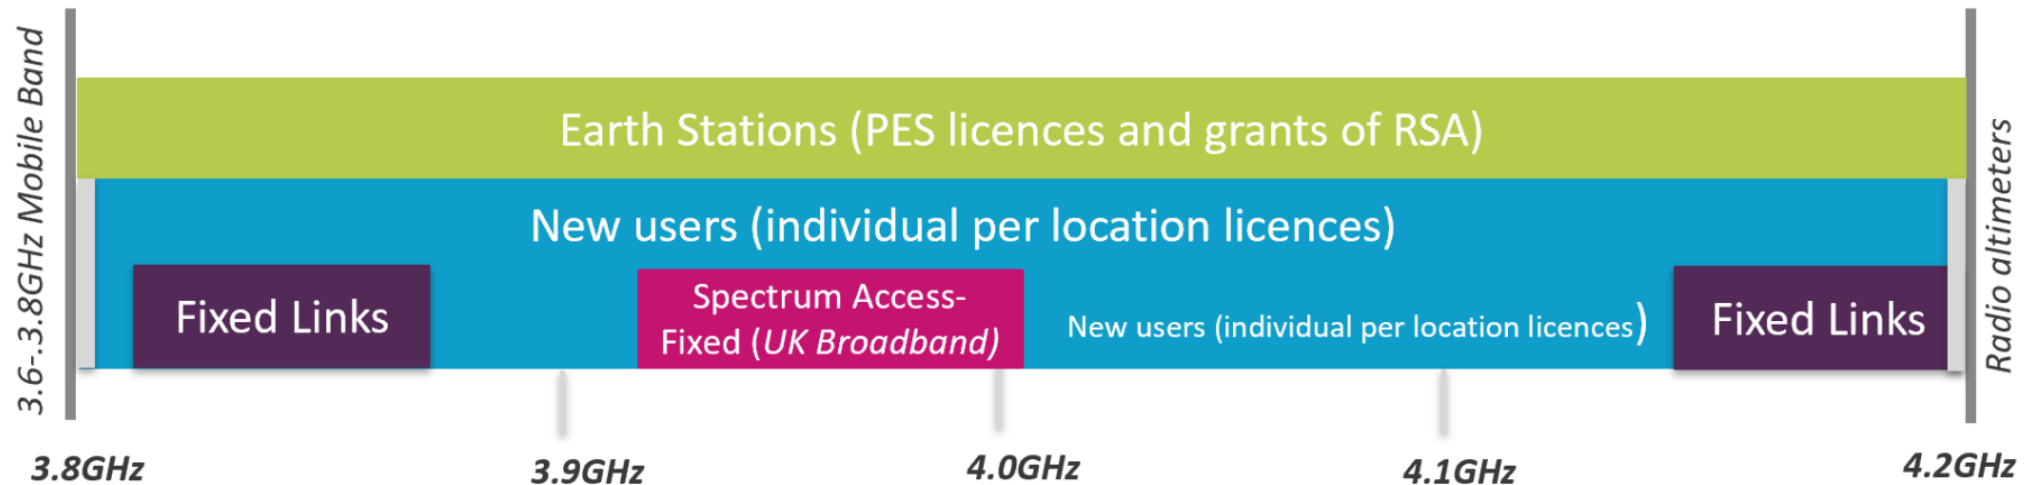 3.6-.3.8GHz Mobile Band
Earth Stations (PES licences and grants of RSA)
New users (individual per location licences)
Fixed Links
Spectrum Access-
Fixed (UK Broadband)
New users (individual per location licences)
Fixed Links
Radio altimeters
3.8GHz
3.9GHz
4.0GHz
4.1GHz
4.2GHz